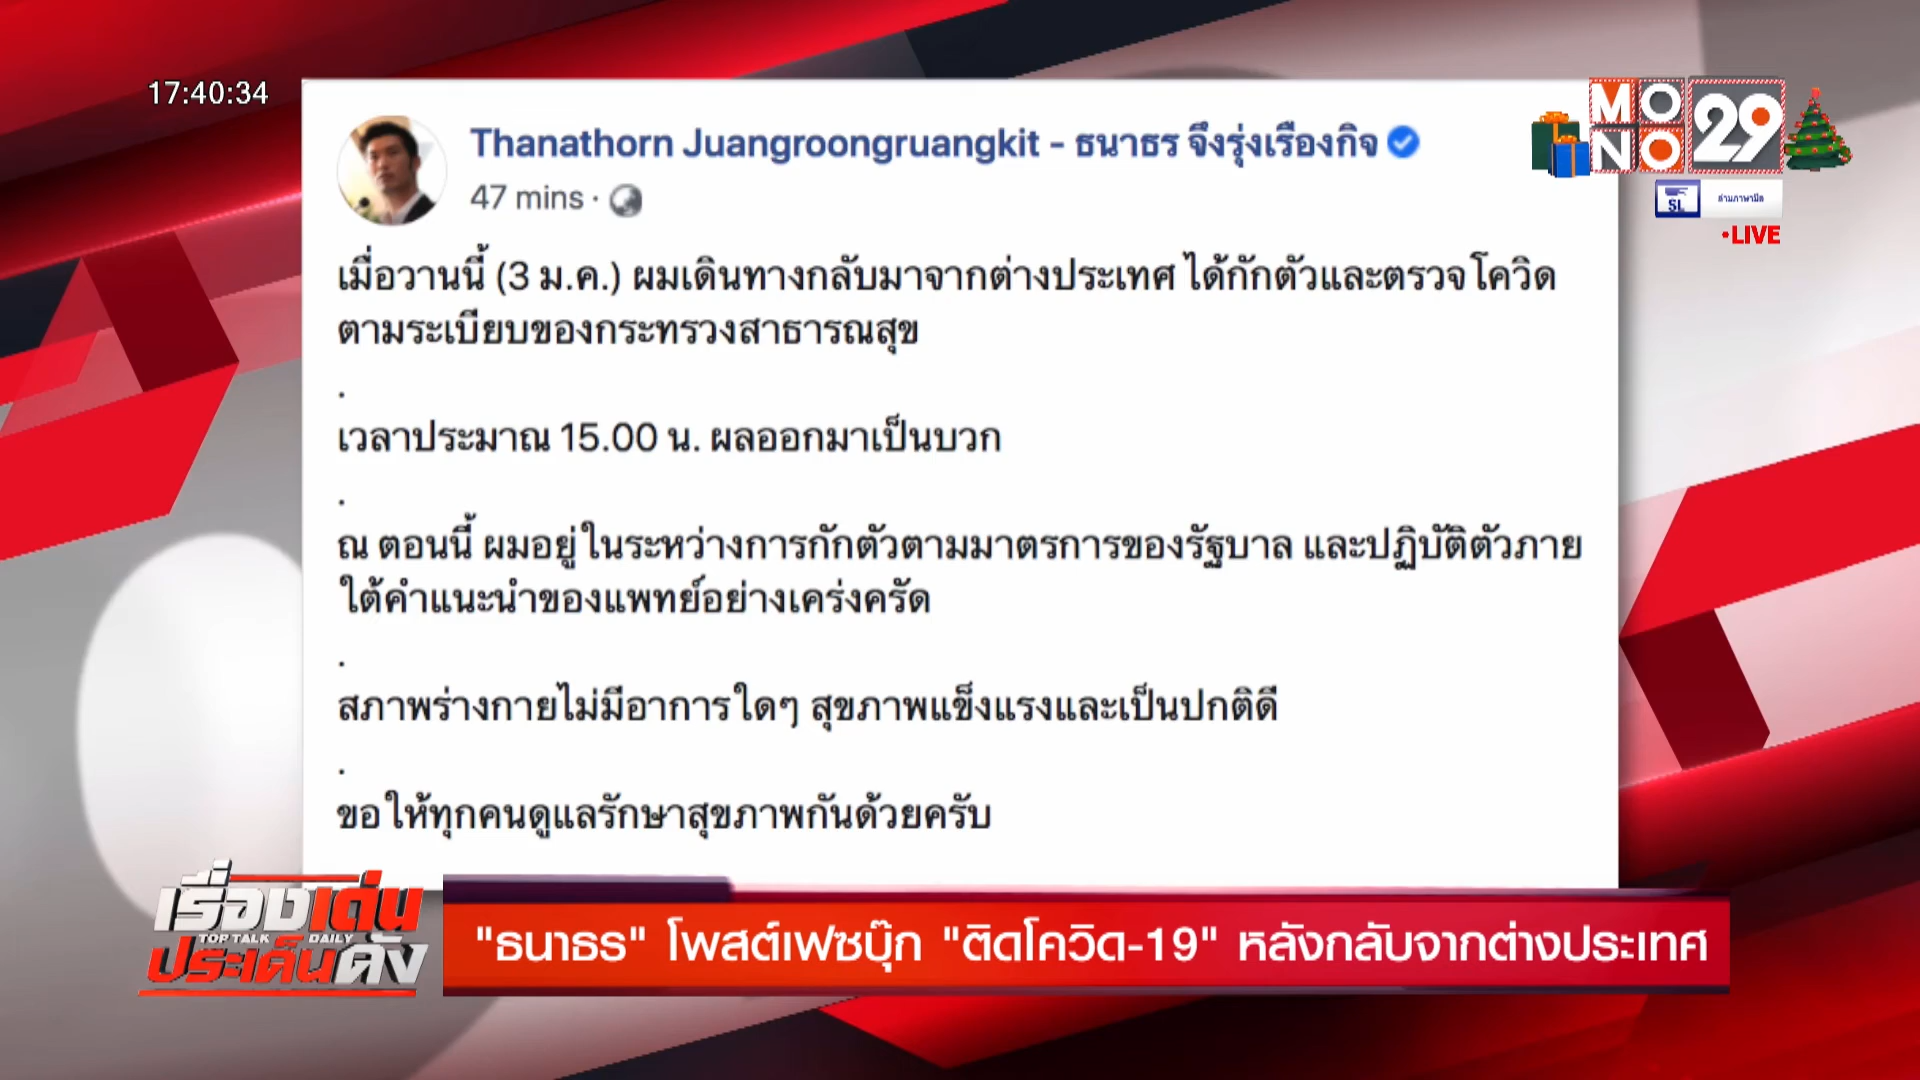 17:40:34
MONO 29
SL ล่ามภาษามือ
•LIVE
Thanathorn Juangroongruangkit - ธนาธร จึงรุ่งเรืองกิจ
47 mins ·
เมื่อวานนี้ (3 ม.ค.) ผมเดินทางกลับมาจากต่างประเทศ ได้กักตัวและตรวจโควิด
ตามระเบียบของกระทรวงสาธารณสุข
.
เวลาประมาณ 15.00 น. ผลออกมาเป็นบวก
.
ณ ตอนนี้ ผมอยู่ในระหว่างการกักตัวตามมาตรการของรัฐบาล และปฏิบัติตัวภาย
ใต้คำแนะนำของแพทย์อย่างเคร่งครัด
.
สภาพร่างกายไม่มีอาการใดๆ สุขภาพแข็งแรงและเป็นปกติดี
.
ขอให้ทุกคนดูแลรักษาสุขภาพกันด้วยครับ
เรื่องเด่น
TOP TALK DAILY
ประเด็นดัง
"ธนาธร" โพสต์เฟซบุ๊ก "ติดโควิด-19" หลังกลับจากต่างประเทศ